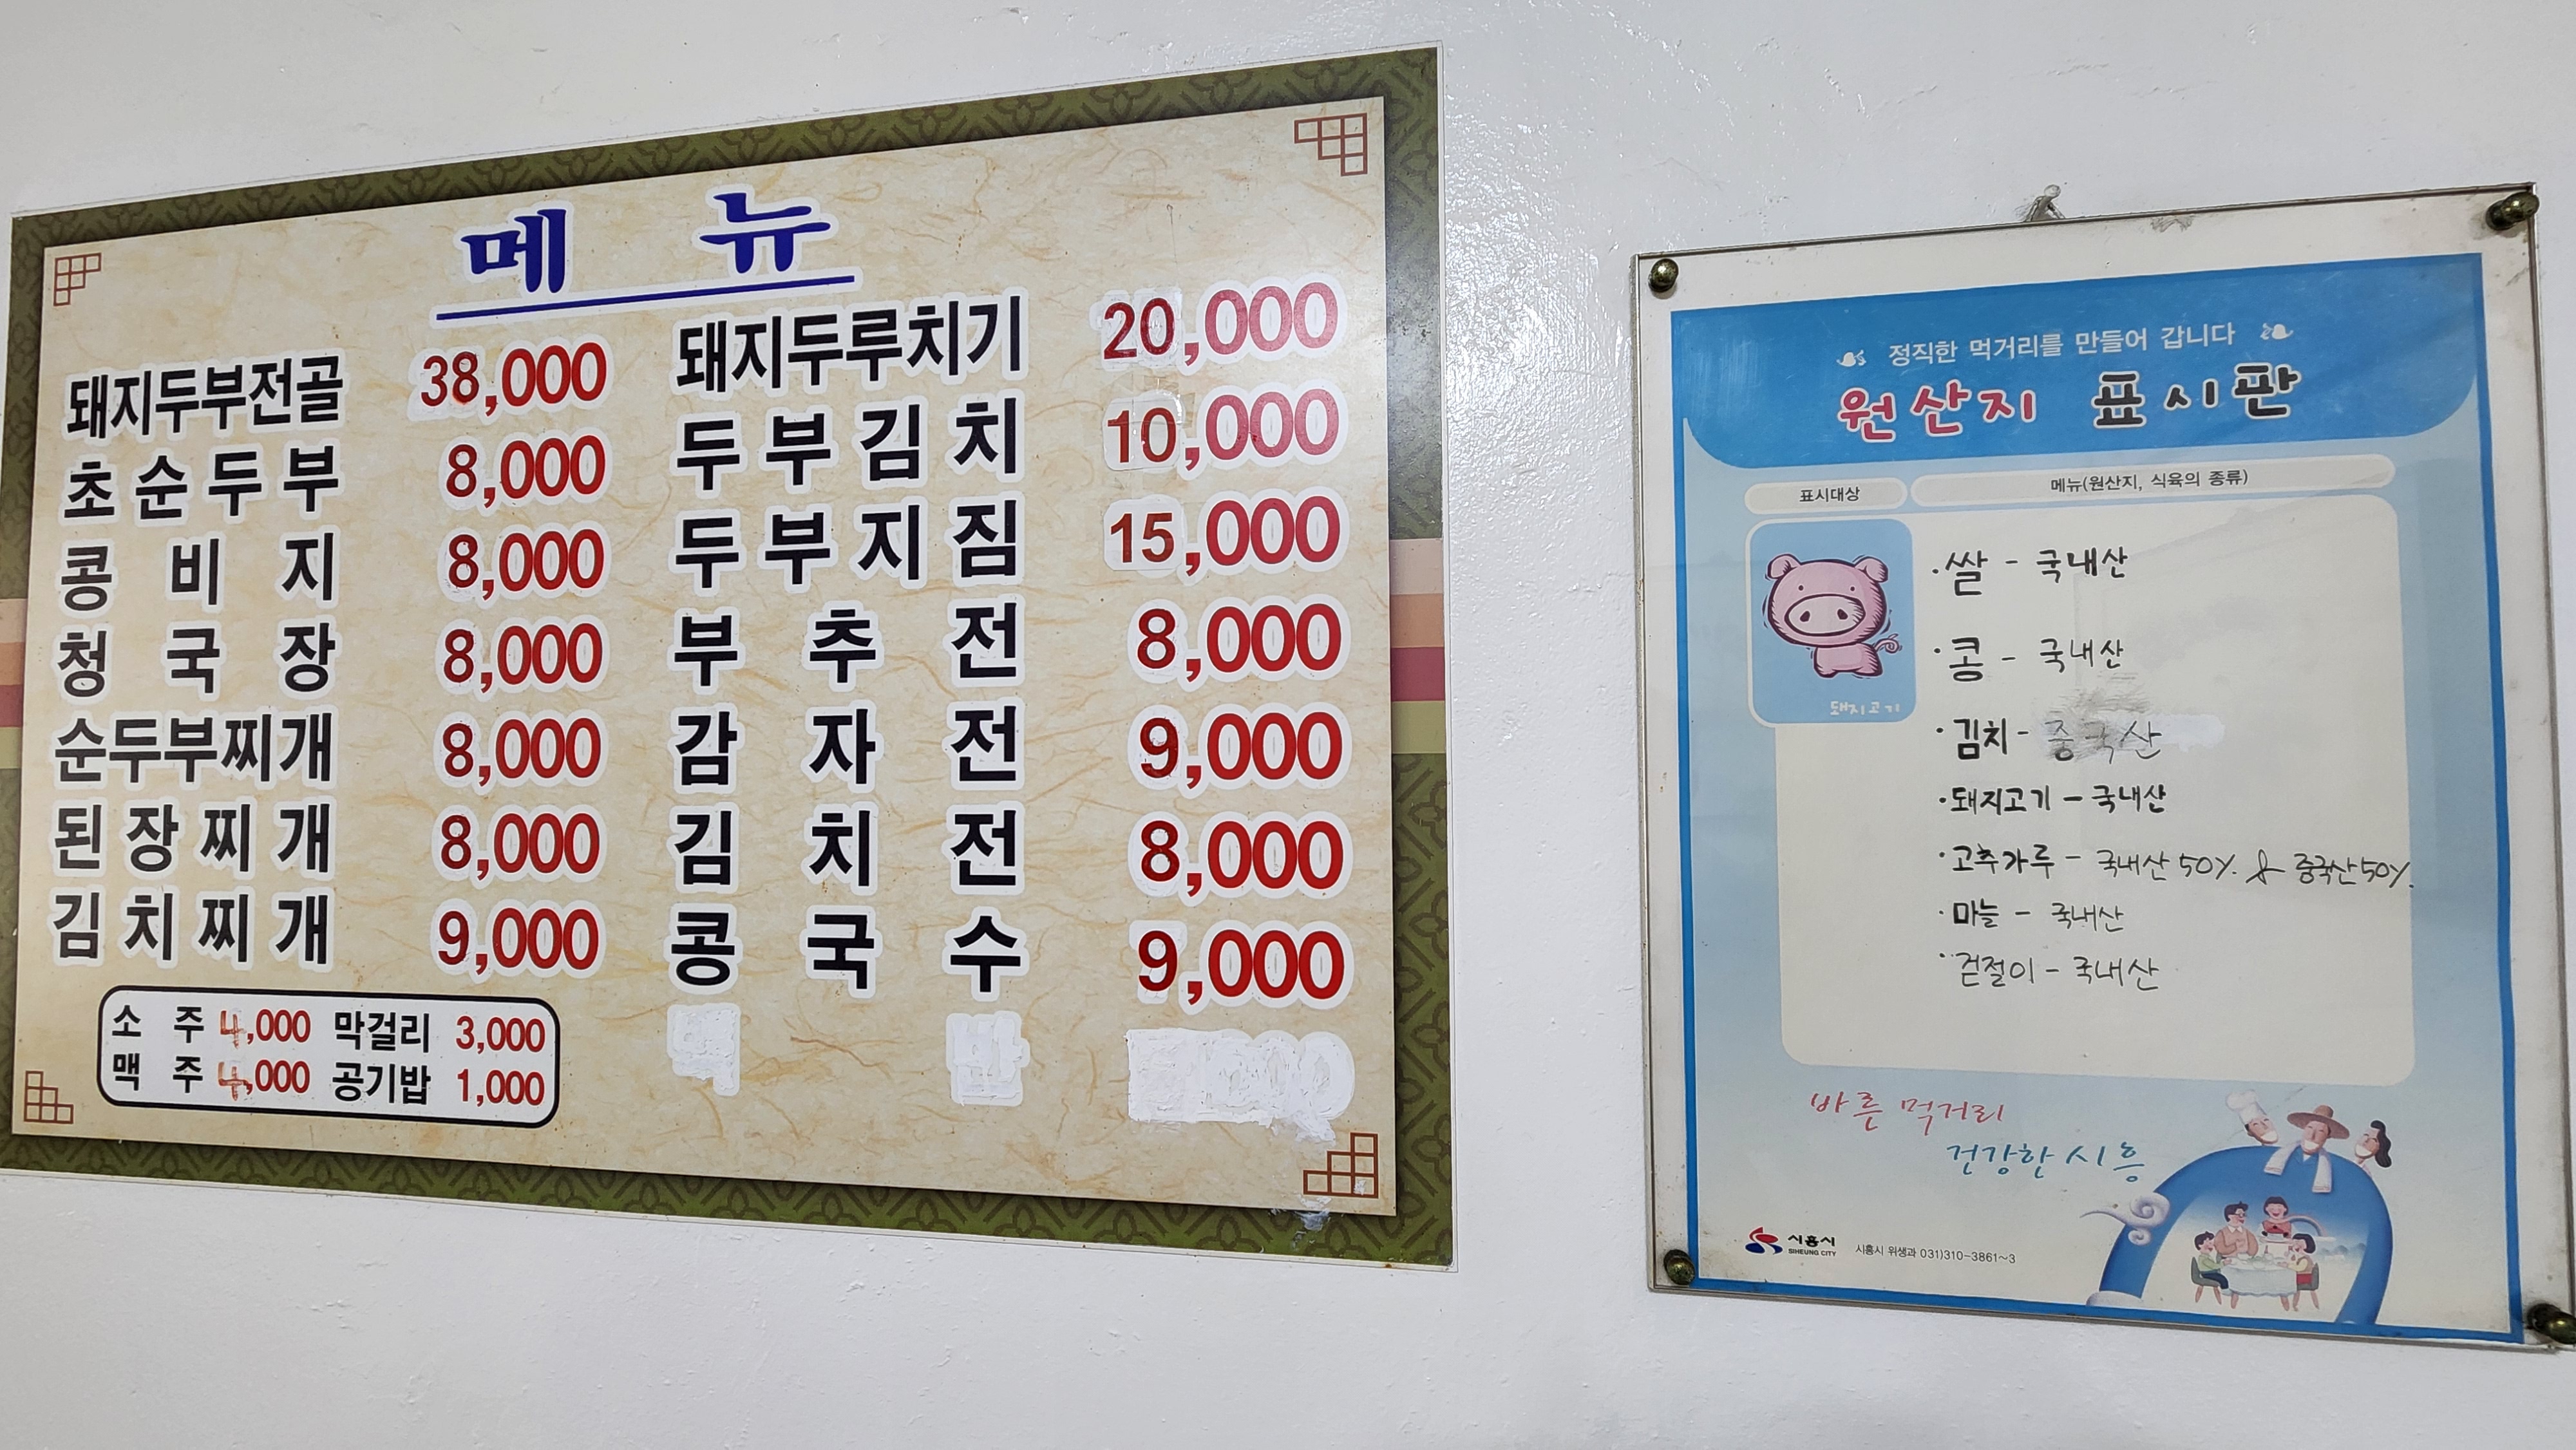 메뉴
돼지두부전골 38,000
초순두부 8,000
콩비지 8,000
청국장 8,000
순두부찌개 8,000
된장찌개 8,000
김치찌개 9,000
소주 4,000 막걸리 3,000
맥주 4,000 공기밥 1,000
돼지두루치기 20,000
두부김치 10,000
두부지짐 15,000
부추전 8,000
감자전 9,000
김치전 8,000
콩국수 9,000
정직한 먹거리를 만들어 갑니다
원산지 표시판
표시대상 메뉴(원산지, 식육의 종류)
돼지고기
·쌀 - 국내산
·콩 - 국내산
·김치 - 중국산
·돼지고기 - 국내산
·고추가루 - 국내산 50% & 중국산 50%.
·마늘 - 국내산
·겉절이 - 국내산
바른 먹거리
건강한 시흥
시흥시
SIHEUNG CITY
시흥시 위생과 031)310-3861~3